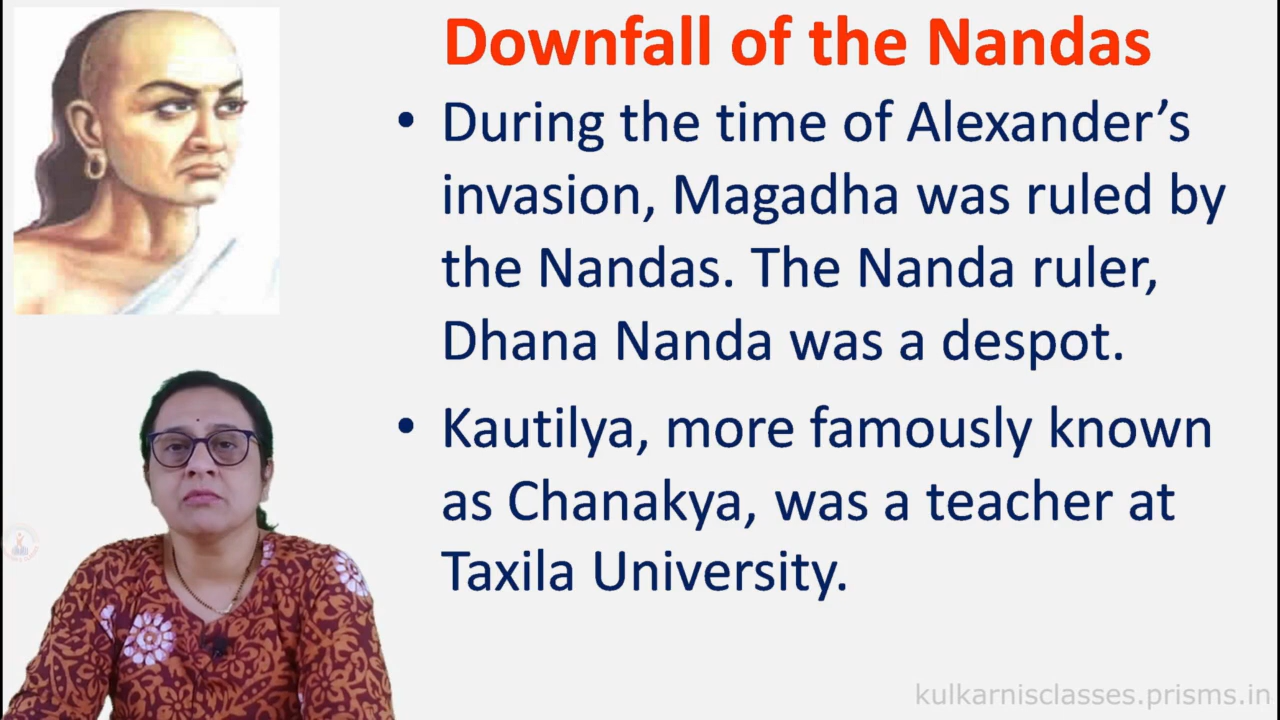 Downfall of the Nandas
• During the time of Alexander’s
invasion, Magadha was ruled by
the Nandas. The Nanda ruler,
Dhana Nanda was a despot.
• Kautilya, more famously known
as Chanakya, was a teacher at
Taxila University.
kulkarnisclasses.prisms.in